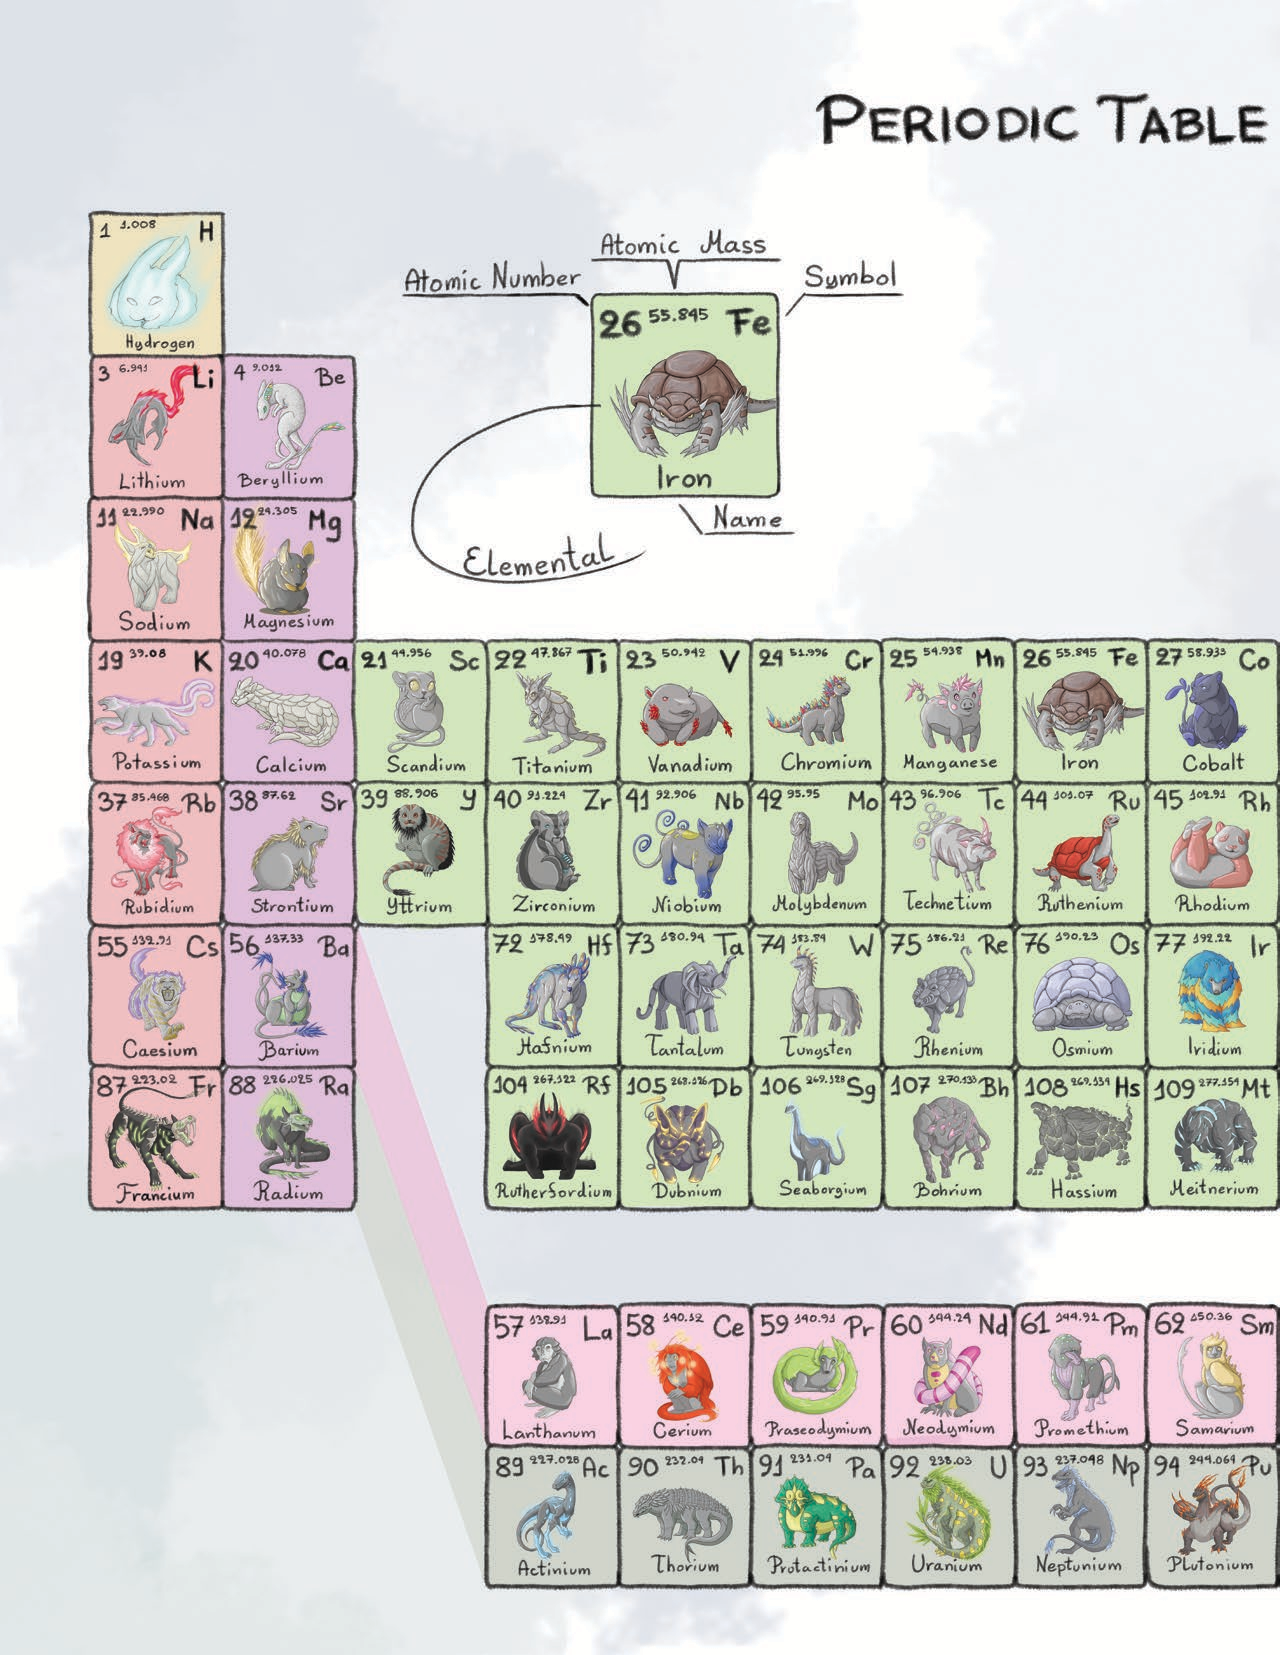 PERIODIC TABLE
Atomic Mass
Atomic Number
Symbol
26 55.845 Fe
Iron
Name
Elemental
1 1.008 H
Hydrogen
3 6.941 Li
Lithium
4 9.012 Be
Beryllium
11 22.990 Na
Sodium
12 24.305 Mg
Magnesium
19 39.08 K
Potassium
20 40.078 Ca
Calcium
21 44.956 Sc
Scandium
22 47.867 Ti
Titanium
23 50.942 V
Vanadium
24 51.996 Cr
Chromium
25 54.938 Mn
Manganese
26 55.845 Fe
Iron
27 58.933 Co
Cobalt
37 85.468 Rb
Rubidium
38 87.62 Sr
Strontium
39 88.906 Y
Yttrium
40 91.224 Zr
Zirconium
41 92.906 Nb
Niobium
42 95.95 Mo
Molybdenum
43 96.906 Tc
Technetium
44 101.07 Ru
Ruthenium
45 102.91 Rh
Rhodium
55 132.91 Cs
Caesium
56 137.33 Ba
Barium
72 178.49 Hf
Hafnium
73 180.94 Ta
Tantalum
74 183.84 W
Tungsten
75 186.21 Re
Rhenium
76 190.23 Os
Osmium
77 192.22 Ir
Iridium
87 223.02 Fr
Francium
88 226.025 Ra
Radium
104 267.122 Rf
Rutherfordium
105 268.126 Db
Dubnium
106 269.128 Sg
Seaborgium
107 270.133 Bh
Bohrium
108 269.134 Hs
Hassium
109 277.154 Mt
Meitnerium
57 138.91 La
Lanthanum
58 140.12 Ce
Cerium
59 140.91 Pr
Praseodymium
60 144.24 Nd
Neodymium
61 144.91 Pm
Promethium
62 150.36 Sm
Samarium
89 227.028 Ac
Actinium
90 232.04 Th
Thorium
91 231.04 Pa
Protactinium
92 238.03 U
Uranium
93 237.048 Np
Neptunium
94 244.064 Pu
Plutonium